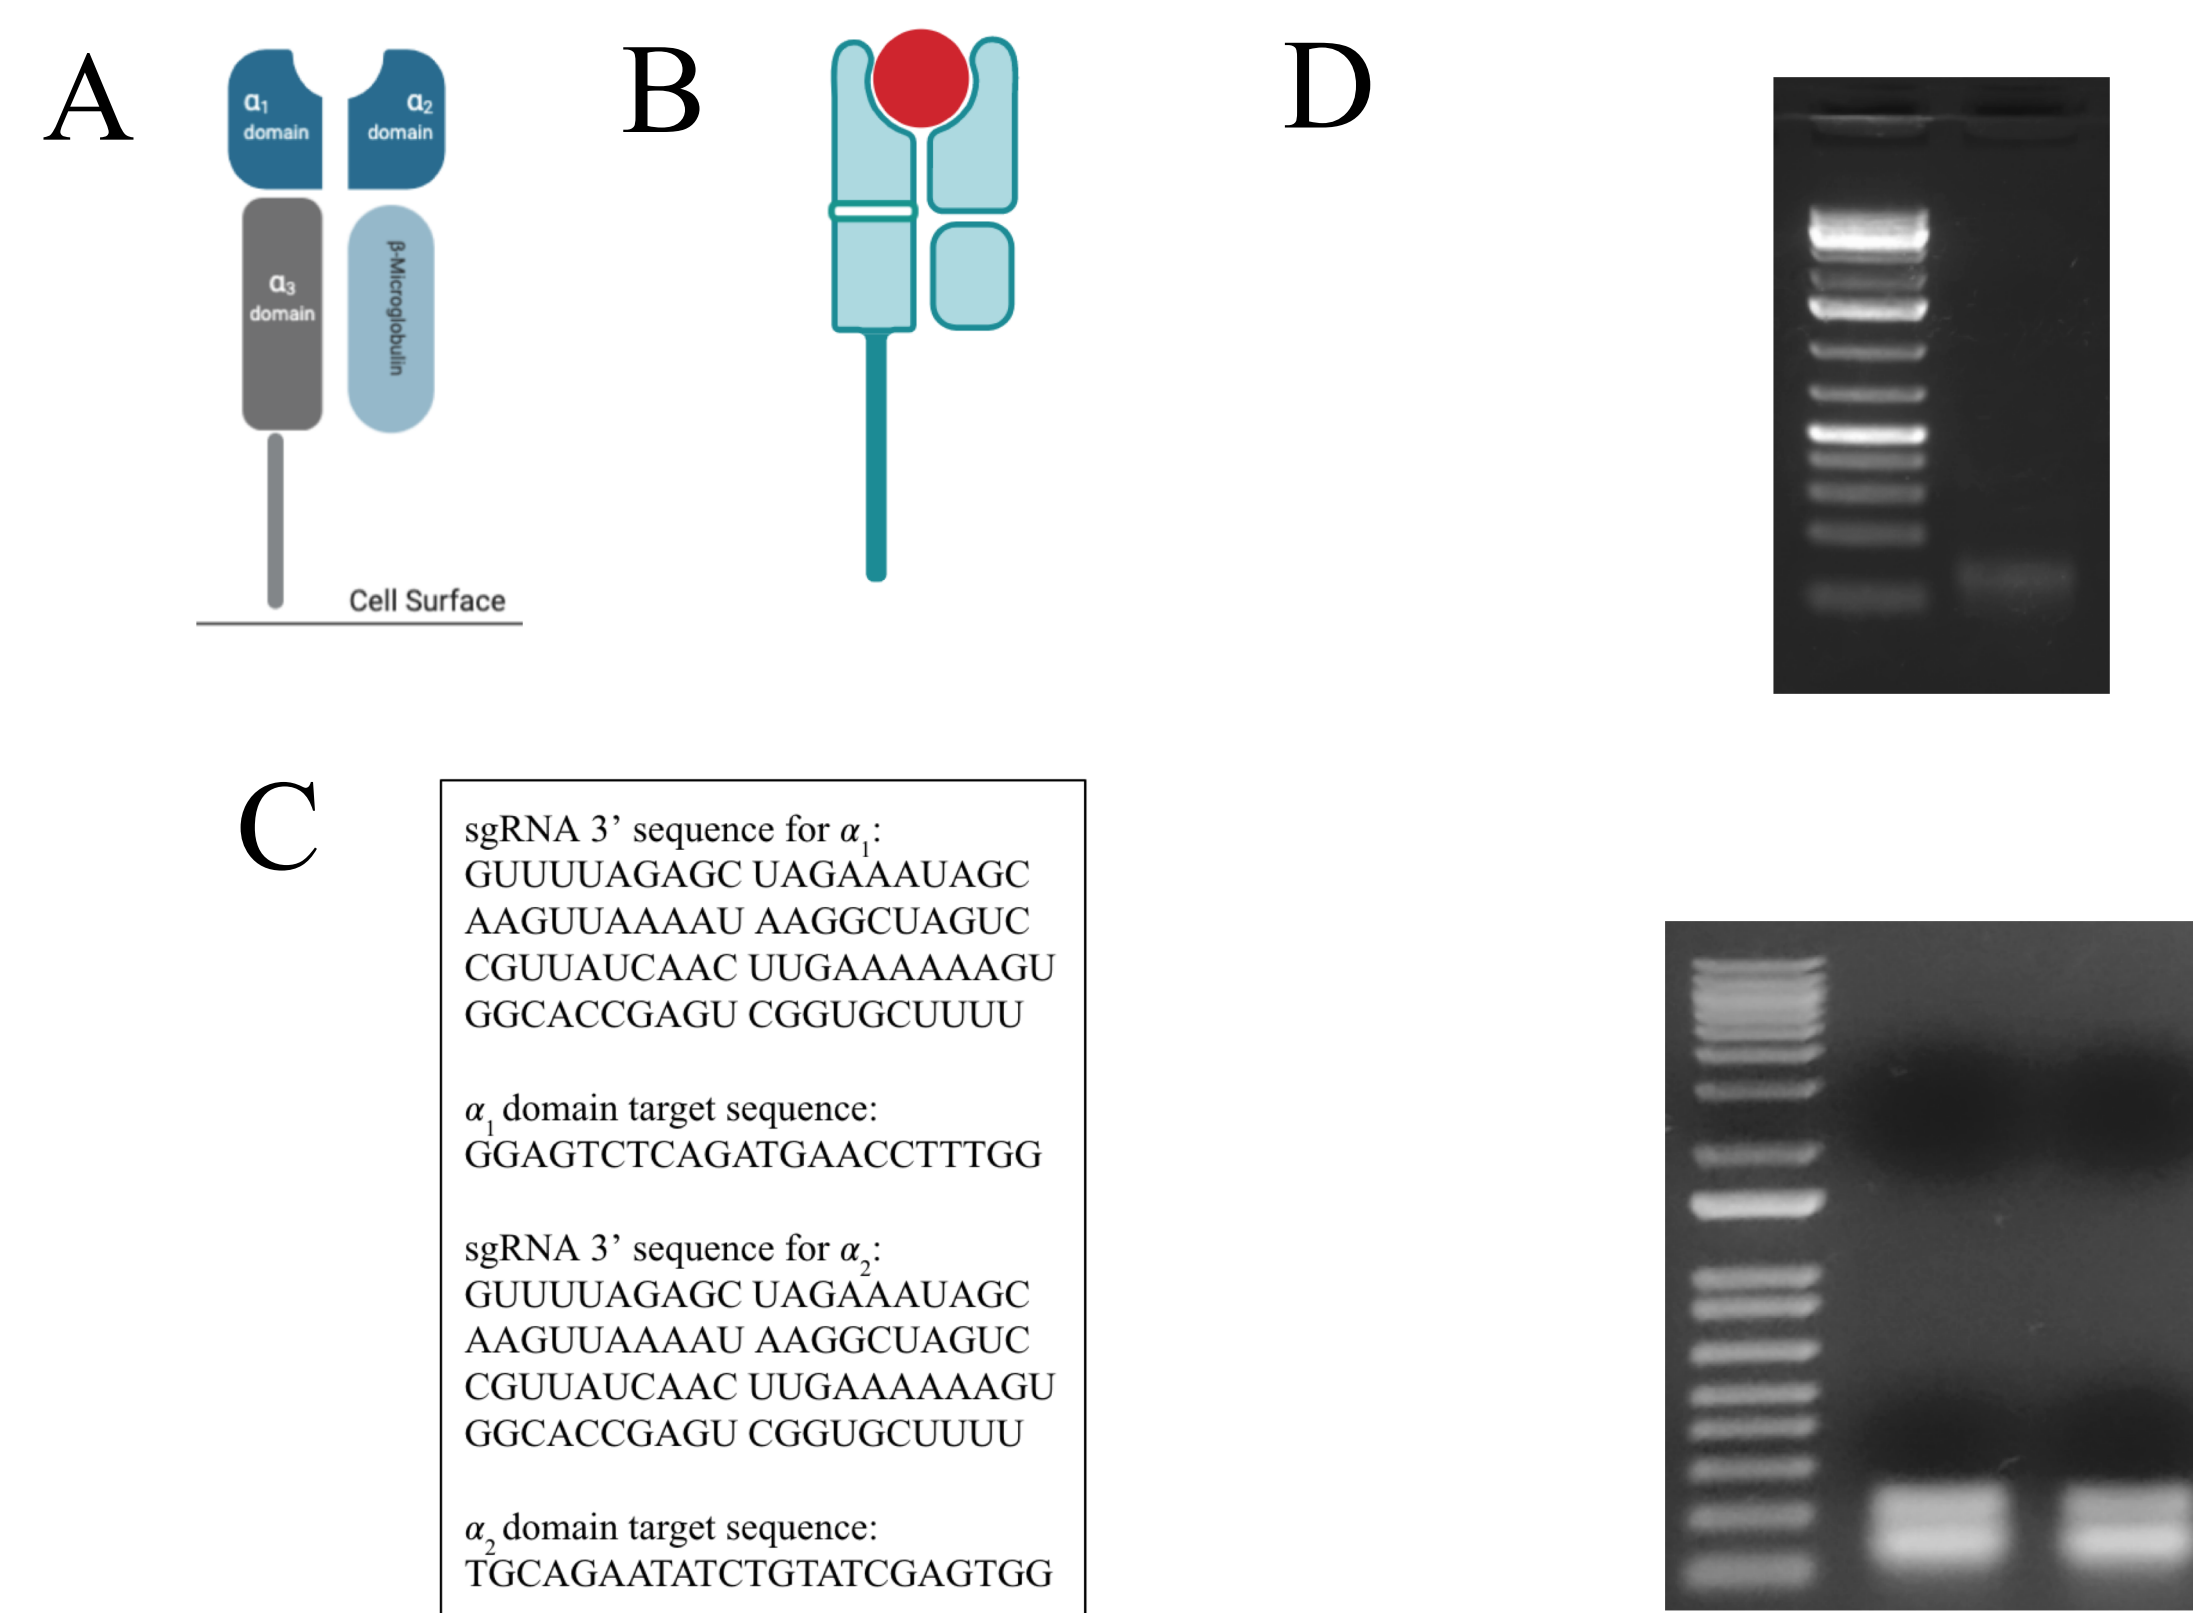 A
α1
domain
α2
domain
α3
domain
β-Microglobulin
Cell Surface
B
C
sgRNA 3’ sequence for α1:
GUUUUAGAGC UAGAAAUAGC
AAGUUAAAAU AAGGCUAGUC
CGUUAUCAAC UUGAAAAAAGU
GGCACCGAGU CGGUGCUUUU
α1 domain target sequence:
GGAGTCTCAGATGAACCTTTGG
sgRNA 3’ sequence for α2:
GUUUUAGAGC UAGAAAUAGC
AAGUUAAAAU AAGGCUAGUC
CGUUAUCAAC UUGAAAAAAGU
GGCACCGAGU CGGUGCUUUU
α2 domain target sequence:
TGCAGAATATCTGTATCGAGTGG
D